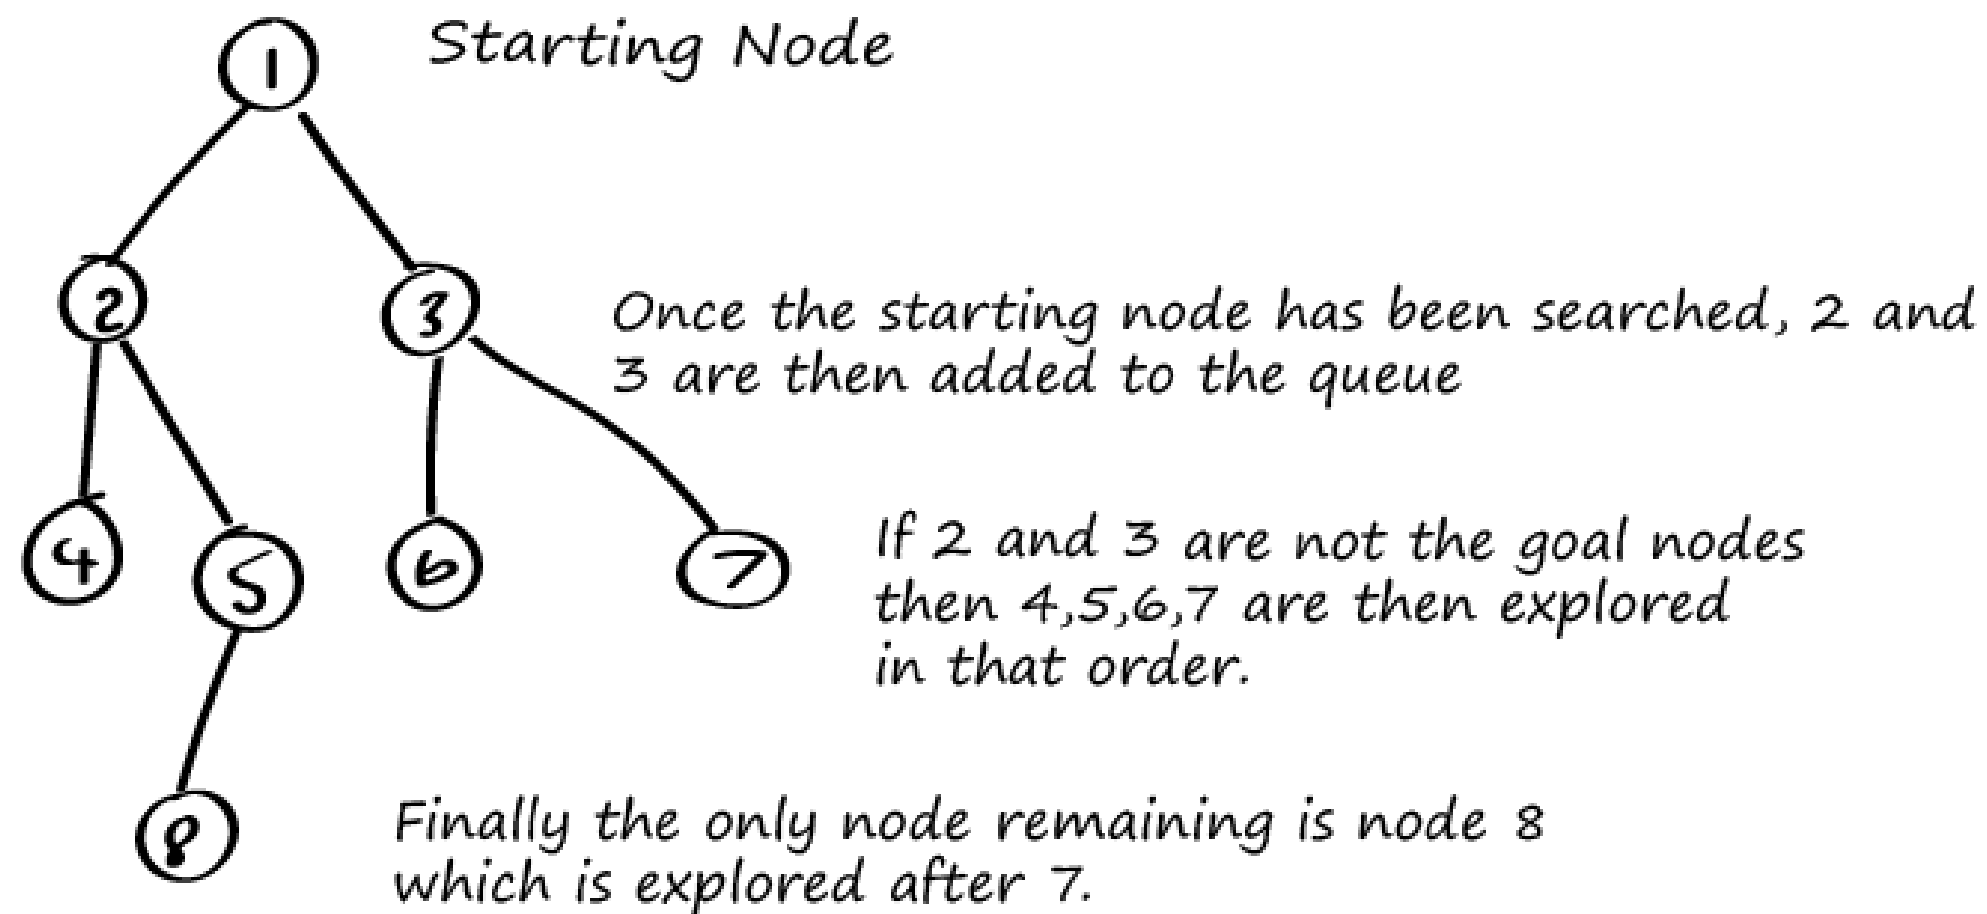 1
Starting Node
2
3
Once the starting node has been searched, 2 and
3 are then added to the queue
4
5
6
7
If 2 and 3 are not the goal nodes
then 4,5,6,7 are then explored
in that order.
8
Finally the only node remaining is node 8
which is explored after 7.